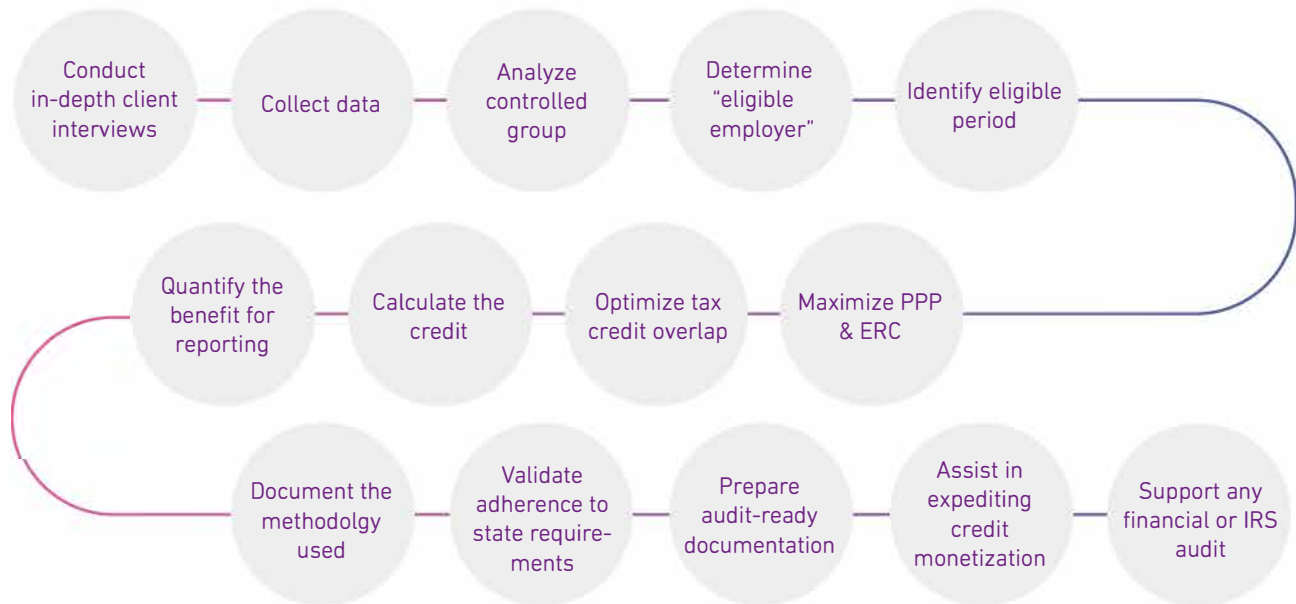 Conduct
in-depth client
interviews
Collect data
Analyze
controlled
group
Determine
“eligible
employer”
Identify eligible
period
Maximize PPP
& ERC
Optimize tax
credit overlap
Calculate the
credit
Quantify the
benefit for
reporting
Document the
methodolgy
used
Validate
adherence to
state require-
ments
Prepare
audit-ready
documentation
Assist in
expediting
credit
monetization
Support any
financial or IRS
audit